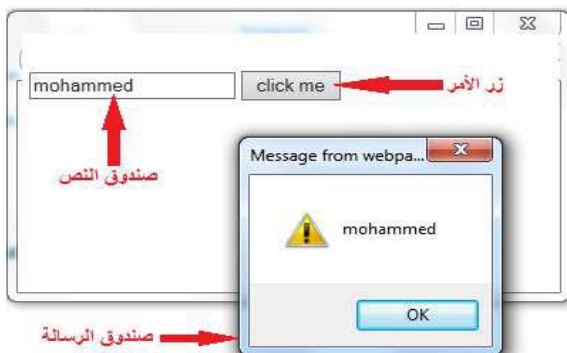 mohammed
click me
زر الأمر
صندوق النص
Message from webpa...
mohammed
OK
صندوق الرسالة